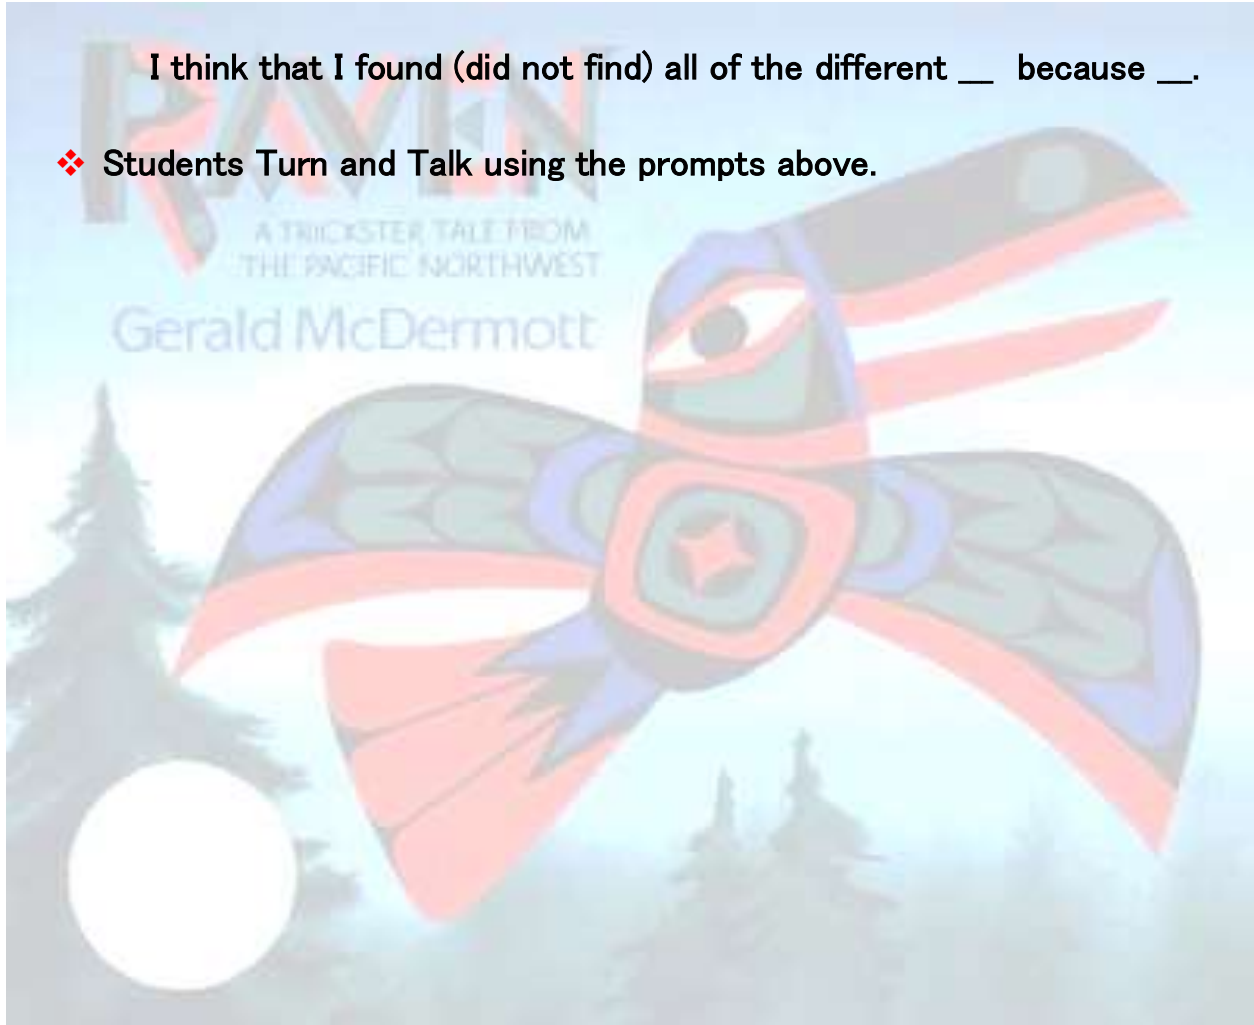 I think that I found (did not find) all of the different __ because __.
Students Turn and Talk using the prompts above.
RAVEN
A TRICKSTER TALE FROM
THE PACIFIC NORTHWEST
Gerald McDermott